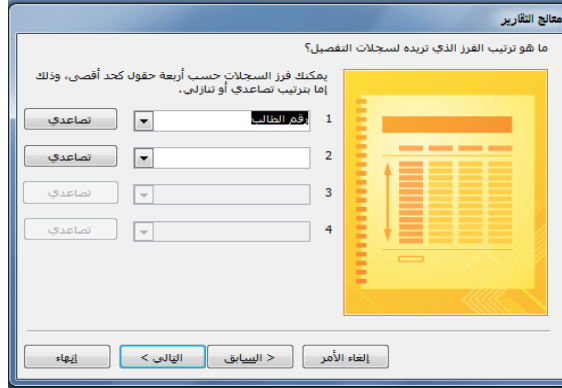 معالج التقارير
ما هو ترتيب الفرز الذي تريده لسجلات التفصيل؟
يمكنك فرز السجلات حسب أربعة حقول كحد أقصى، وذلك
إما بترتيب تصاعدي أو تنازلي.
1 رقم الطالب تصاعدي
2 تصاعدي
3 تصاعدي
4 تصاعدي
إلغاء الأمر < السابق التالي > إنهاء